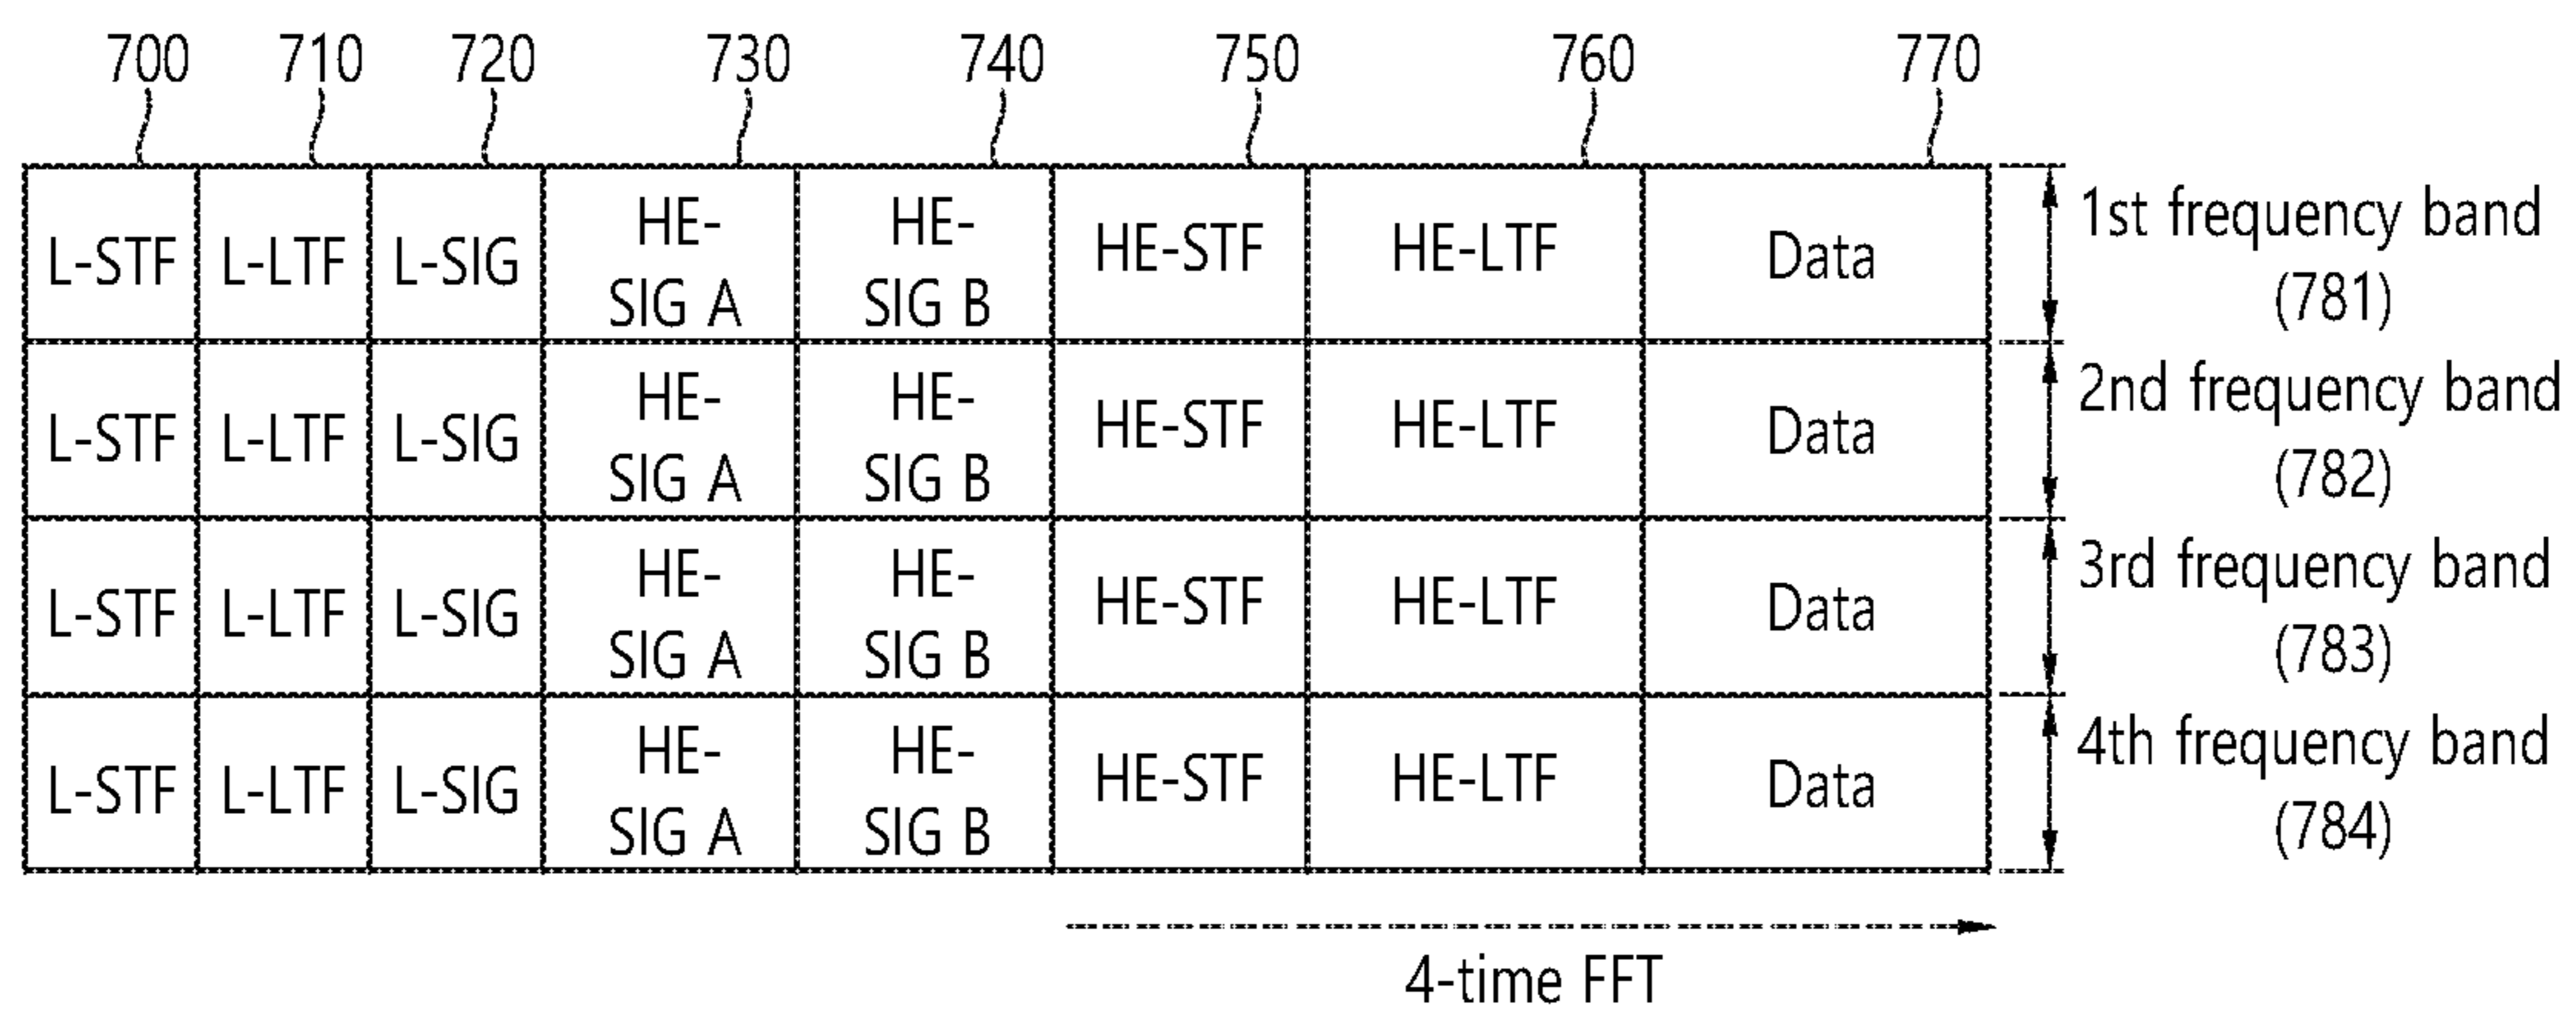 700 710 720 730 740 750 760 770
L-STF L-LTF L-SIG HE-SIG A HE-SIG B HE-STF HE-LTF Data 1st frequency band (781)
L-STF L-LTF L-SIG HE-SIG A HE-SIG B HE-STF HE-LTF Data 2nd frequency band (782)
L-STF L-LTF L-SIG HE-SIG A HE-SIG B HE-STF HE-LTF Data 3rd frequency band (783)
L-STF L-LTF L-SIG HE-SIG A HE-SIG B HE-STF HE-LTF Data 4th frequency band (784)
4-time FFT